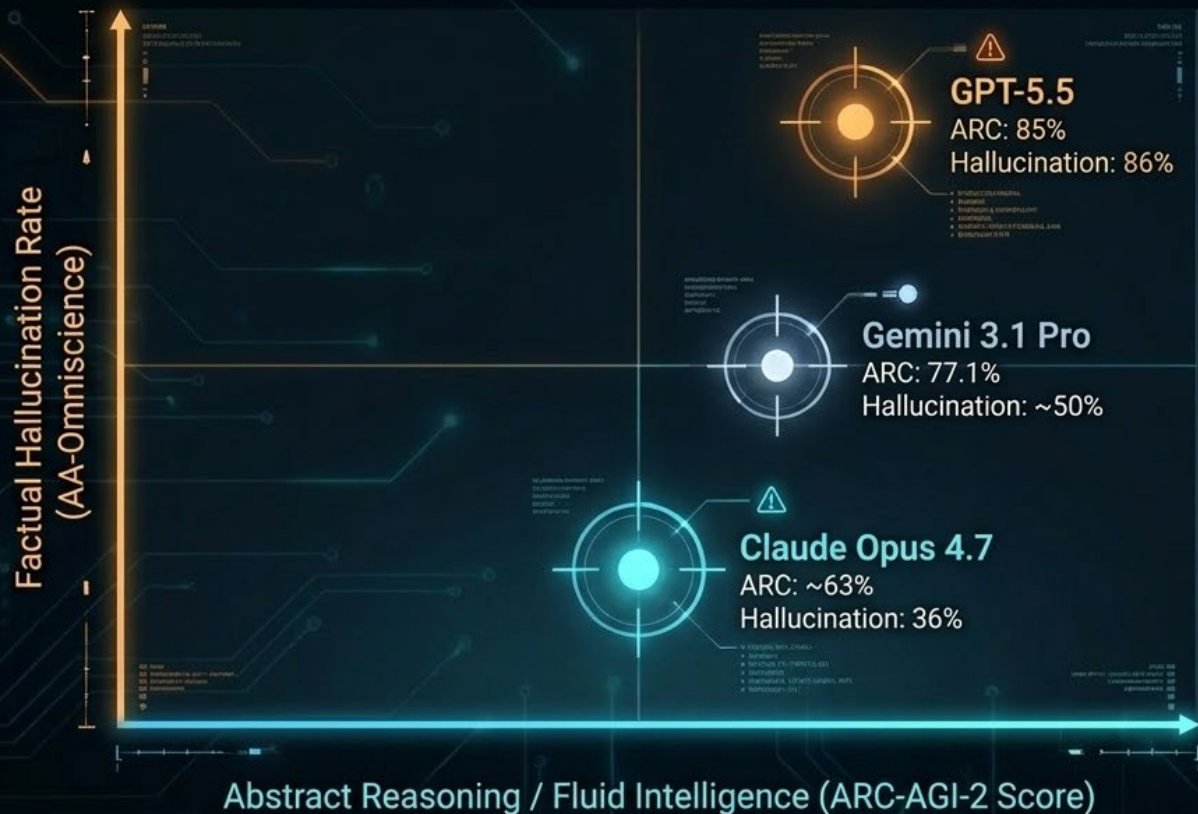 GPT-5.5
ARC: 85%
Hallucination: 86%
Factual Hallucination Rate
(AA-Omniscience)
Gemini 3.1 Pro
ARC: 77.1%
Hallucination: ~50%
Claude Opus 4.7
ARC: ~63%
Hallucination: 36%
Abstract Reasoning / Fluid Intelligence (ARC-AGI-2 Score)